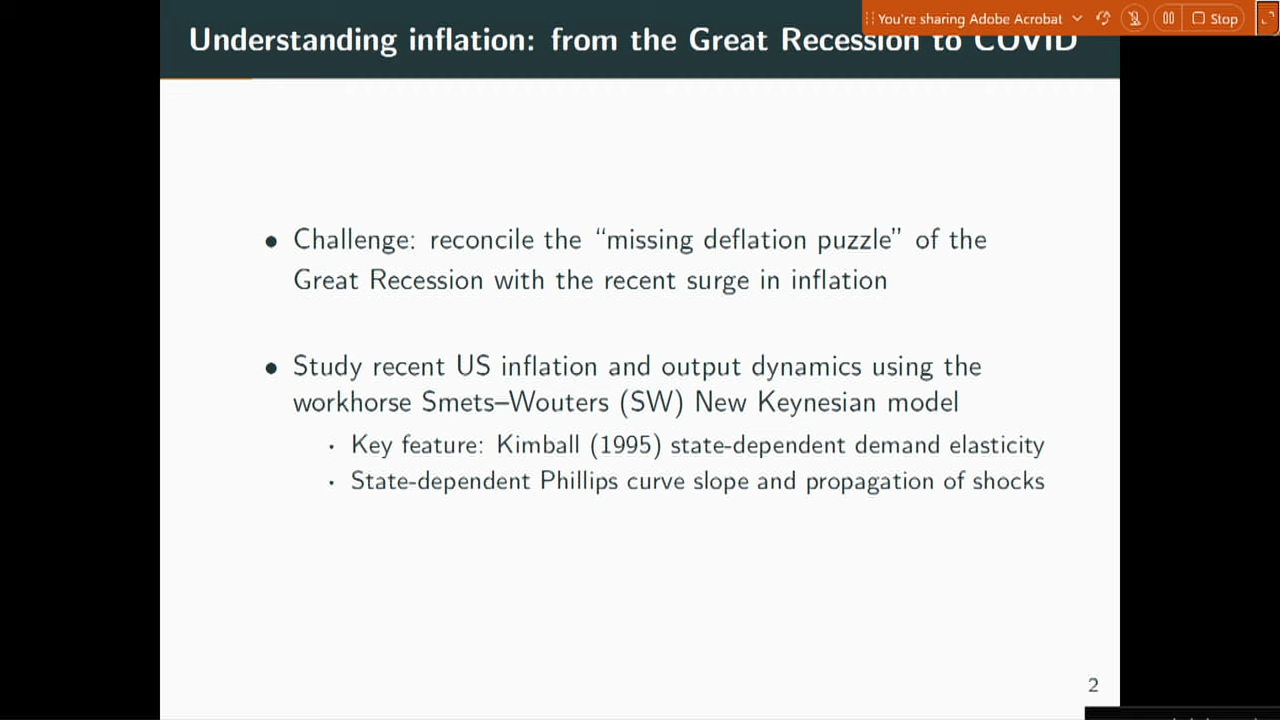 You're sharing Adobe Acrobat
Stop
Understanding inflation: from the Great Recession to COVID
• Challenge: reconcile the “missing deflation puzzle” of the
Great Recession with the recent surge in inflation
• Study recent US inflation and output dynamics using the
workhorse Smets–Wouters (SW) New Keynesian model
· Key feature: Kimball (1995) state-dependent demand elasticity
· State-dependent Phillips curve slope and propagation of shocks
2